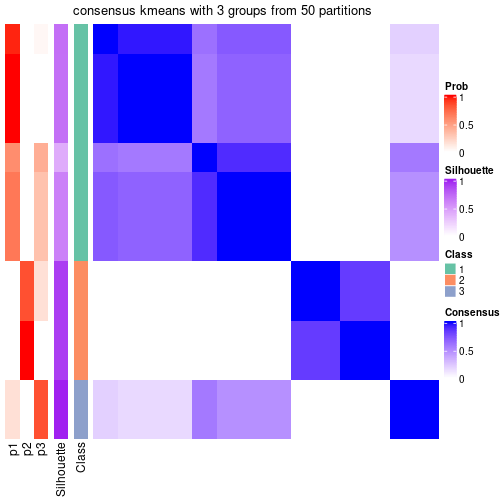 consensus kmeans with 3 groups from 50 partitions
Prob
1
0.5
0
Silhouette
1
0.5
0
Class
1
2
3
Consensus
1
0.5
0
p1
p2
p3
Silhouette
Class